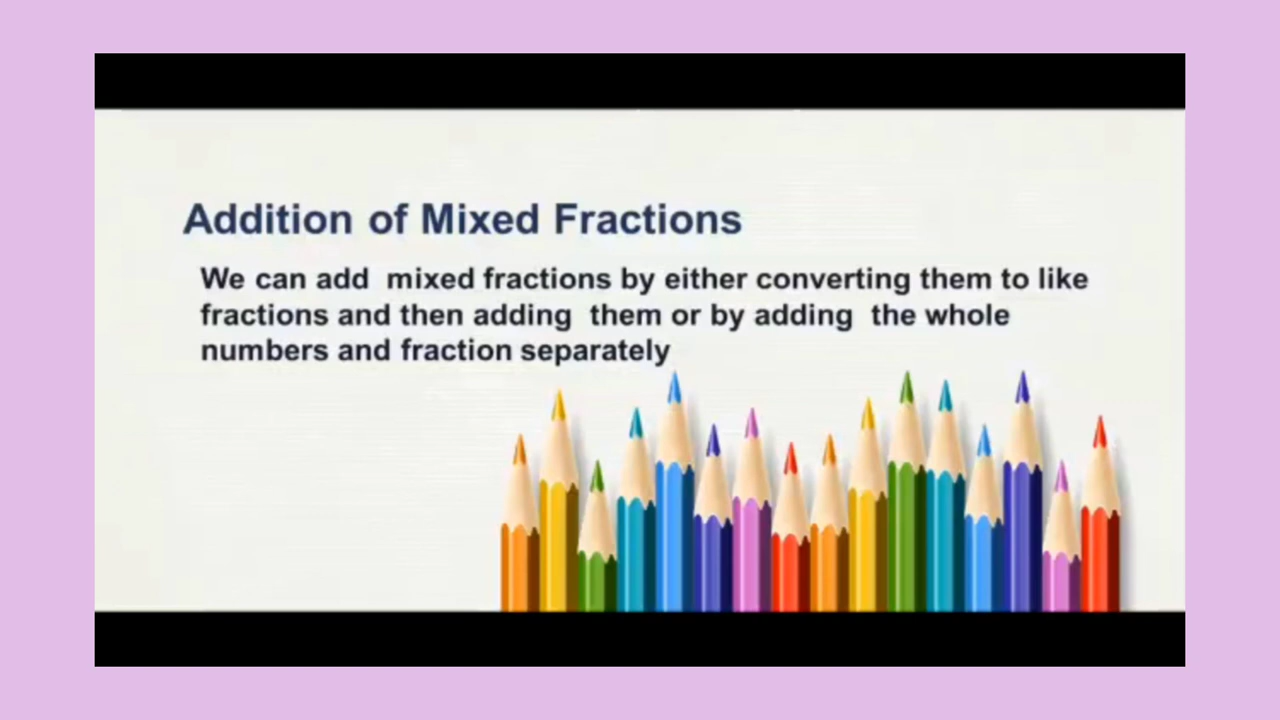 Addition of Mixed Fractions
We can add  mixed fractions by either converting them to like
fractions and then adding  them or by adding  the whole
numbers and fraction separately